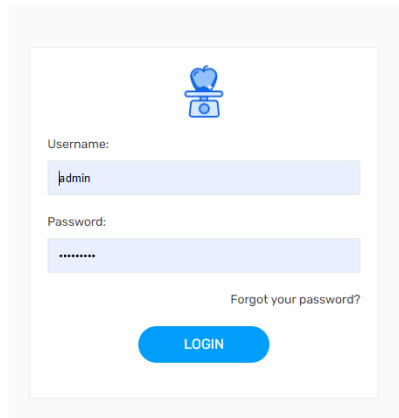 Username:
admin
Password:
•••••••••
Forgot your password?
LOGIN